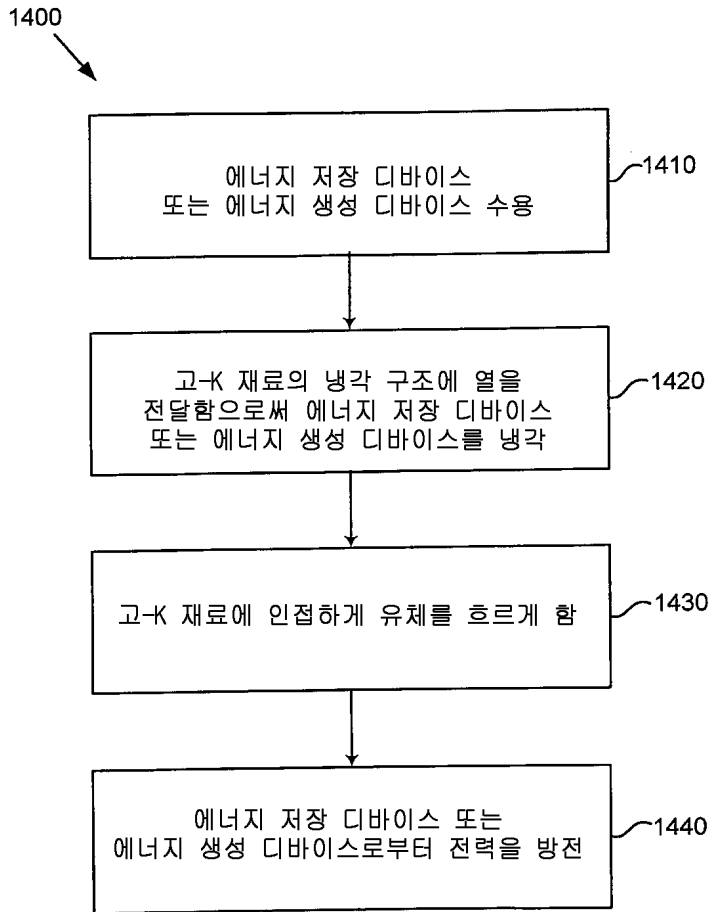 1400
에너지 저장 디바이스
또는 에너지 생성 디바이스 수용
1410
고-K 재료의 냉각 구조에 열을
전달함으로써 에너지 저장 디바이스
또는 에너지 생성 디바이스를 냉각
1420
고-K 재료에 인접하게 유체를 흐르게 함
1430
에너지 저장 디바이스 또는
에너지 생성 디바이스로부터 전력을 방전
1440